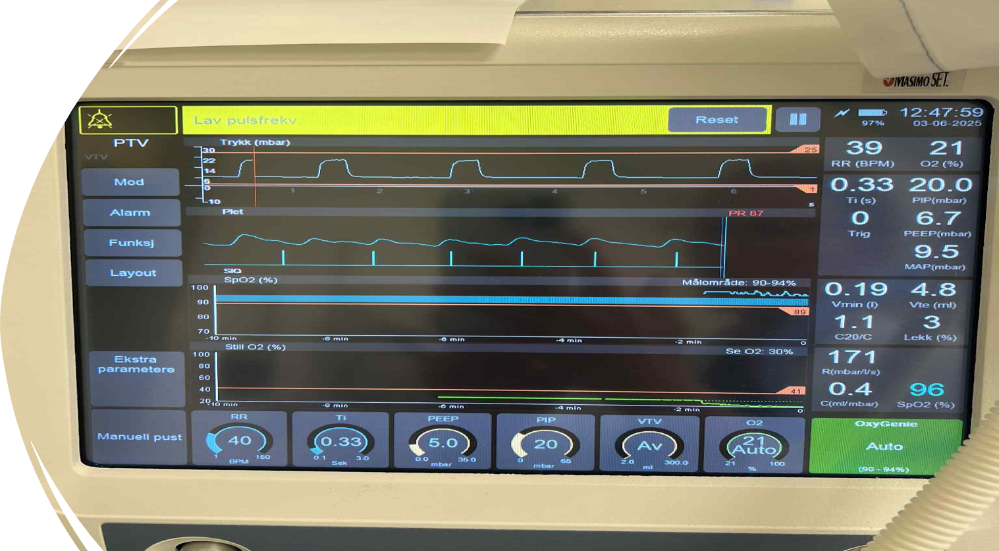 MASIMO SET.
Lav pulsfrekv.
Reset
97%
12:47:59
03-06-2025
PTV
VTV
Mod
Alarm
Funksj
Layout
Ekstra
parametere
Manuell pust
Trykk (mbar)
30
22
14
6
0
-10
25
1
1 2 3 4 5 6
s
Plet
PR 87
SIQ
SpO2 (%)
Målområde: 90-94%
100
90
80
70
89
-10 min -8 min -6 min -4 min -2 min 0
Still O2 (%)
Se O2: 30%
100
80
60
40
20
41
-10 min -8 min -6 min -4 min -2 min 0
39 21
RR (BPM) O2 (%)
0.33 20.0
Ti (s) PIP(mbar)
0 6.7
Trig PEEP(mbar)
9.5
MAP(mbar)
0.19 4.8
Vmin (l) Vte (ml)
1.1 3
C20/C Lekk (%)
171
R(mbar/l/s)
0.4 96
C(ml/mbar) SpO2 (%)
RR
40
1 150
BPM
Ti
0.33
0.1 3.0
Sek
PEEP
5.0
0.0 35.0
mbar
PIP
20
0 65
mbar
VTV
Av
2.0 300.0
ml
O2
21
Auto
21 100
%
OxyGenie
Auto
(90 - 94%)